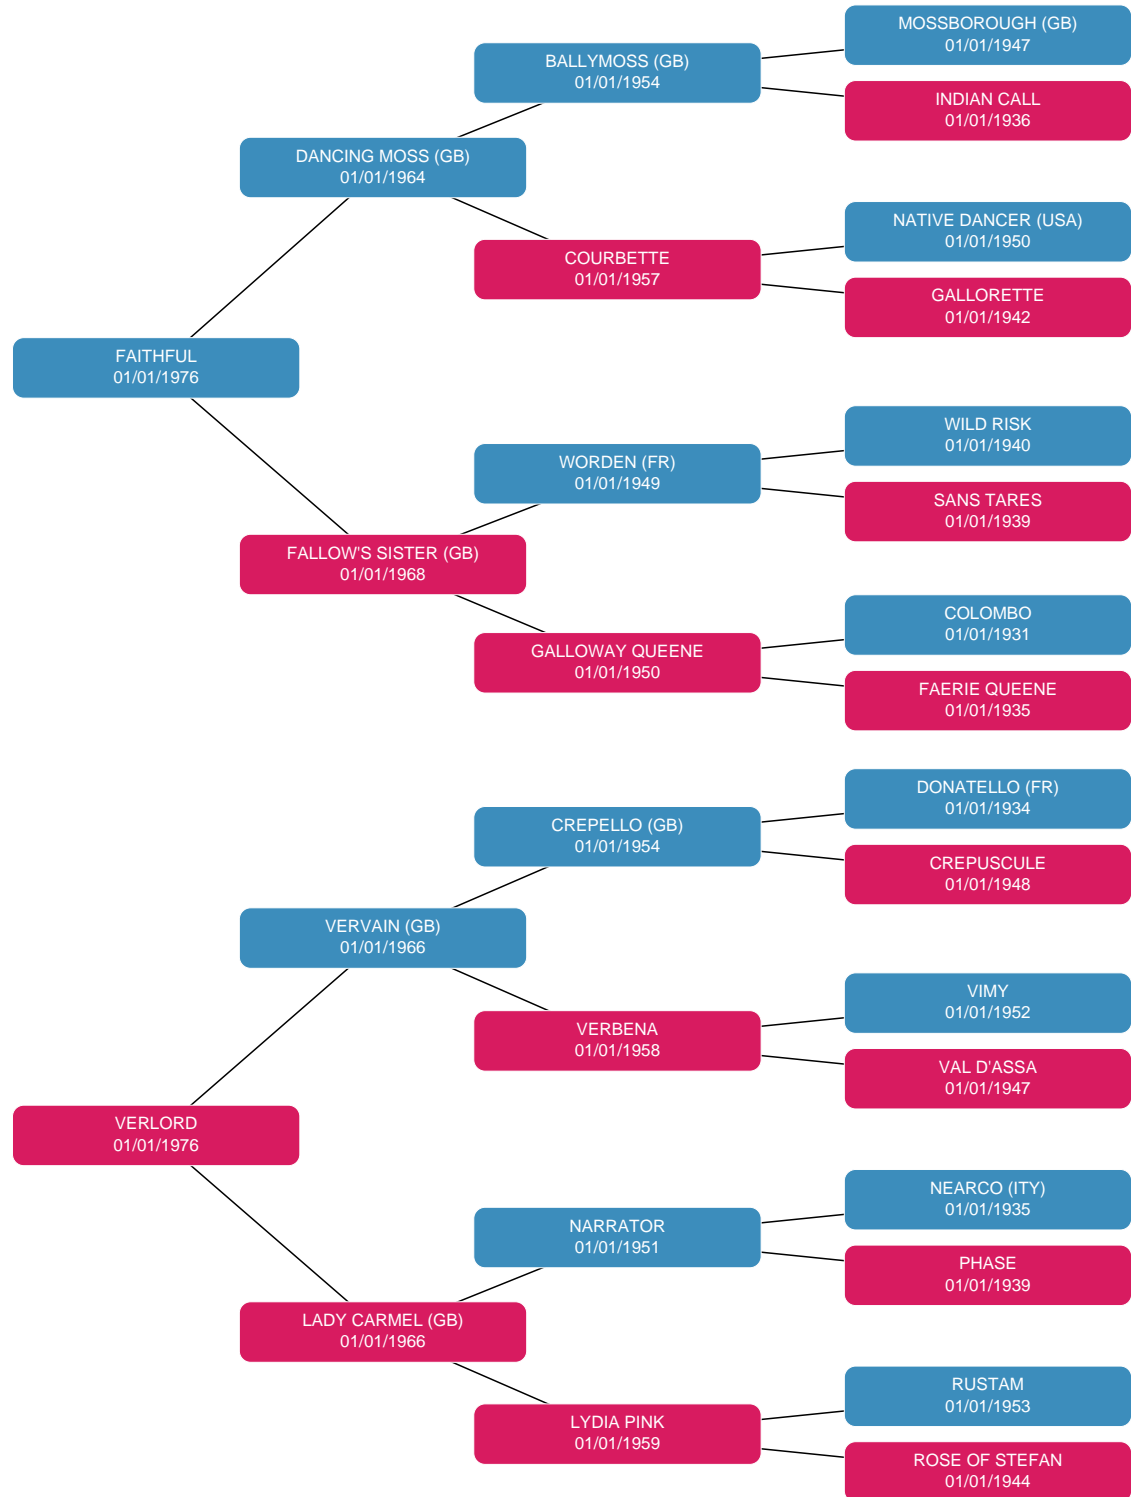 MOSSBOROUGH (GB)
01/01/1947
BALLYMOSS (GB)
01/01/1954
INDIAN CALL
01/01/1936
DANCING MOSS (GB)
01/01/1964
NATIVE DANCER (USA)
01/01/1950
COURBETTE
01/01/1957
GALLORETTE
01/01/1942
FAITHFUL
01/01/1976
WILD RISK
01/01/1940
WORDEN (FR)
01/01/1949
SANS TARES
01/01/1939
FALLOW'S SISTER (GB)
01/01/1968
COLOMBO
01/01/1931
GALLOWAY QUEENE
01/01/1950
FAERIE QUEENE
01/01/1935
DONATELLO (FR)
01/01/1934
CREPELLO (GB)
01/01/1954
CREPUSCULE
01/01/1948
VERVAIN (GB)
01/01/1966
VIMY
01/01/1952
VERBENA
01/01/1958
VAL D'ASSA
01/01/1947
VERLORD
01/01/1976
NEARCO (ITY)
01/01/1935
NARRATOR
01/01/1951
PHASE
01/01/1939
LADY CARMEL (GB)
01/01/1966
RUSTAM
01/01/1953
LYDIA PINK
01/01/1959
ROSE OF STEFAN
01/01/1944